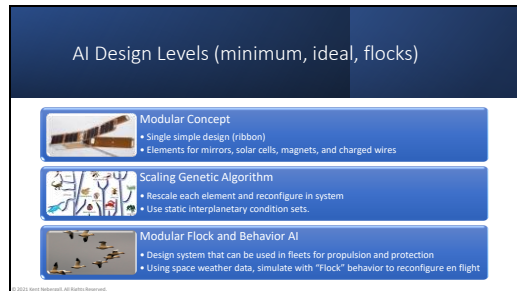 AI Design Levels (minimum, ideal, flocks)
Modular Concept
• Single simple design (ribbon)
• Elements for mirrors, solar cells, magnets, and charged wires
Scaling Genetic Algorithm
• Rescale each element and reconfigure in system
• Use static interplanetary condition sets.
Modular Flock and Behavior AI
• Design system that can be used in fleets for propulsion and protection
• Using space weather data, simulate with “Flock” behavior to reconfigure en flight
© 2021 Kent Nebergall. All Rights Reserved.